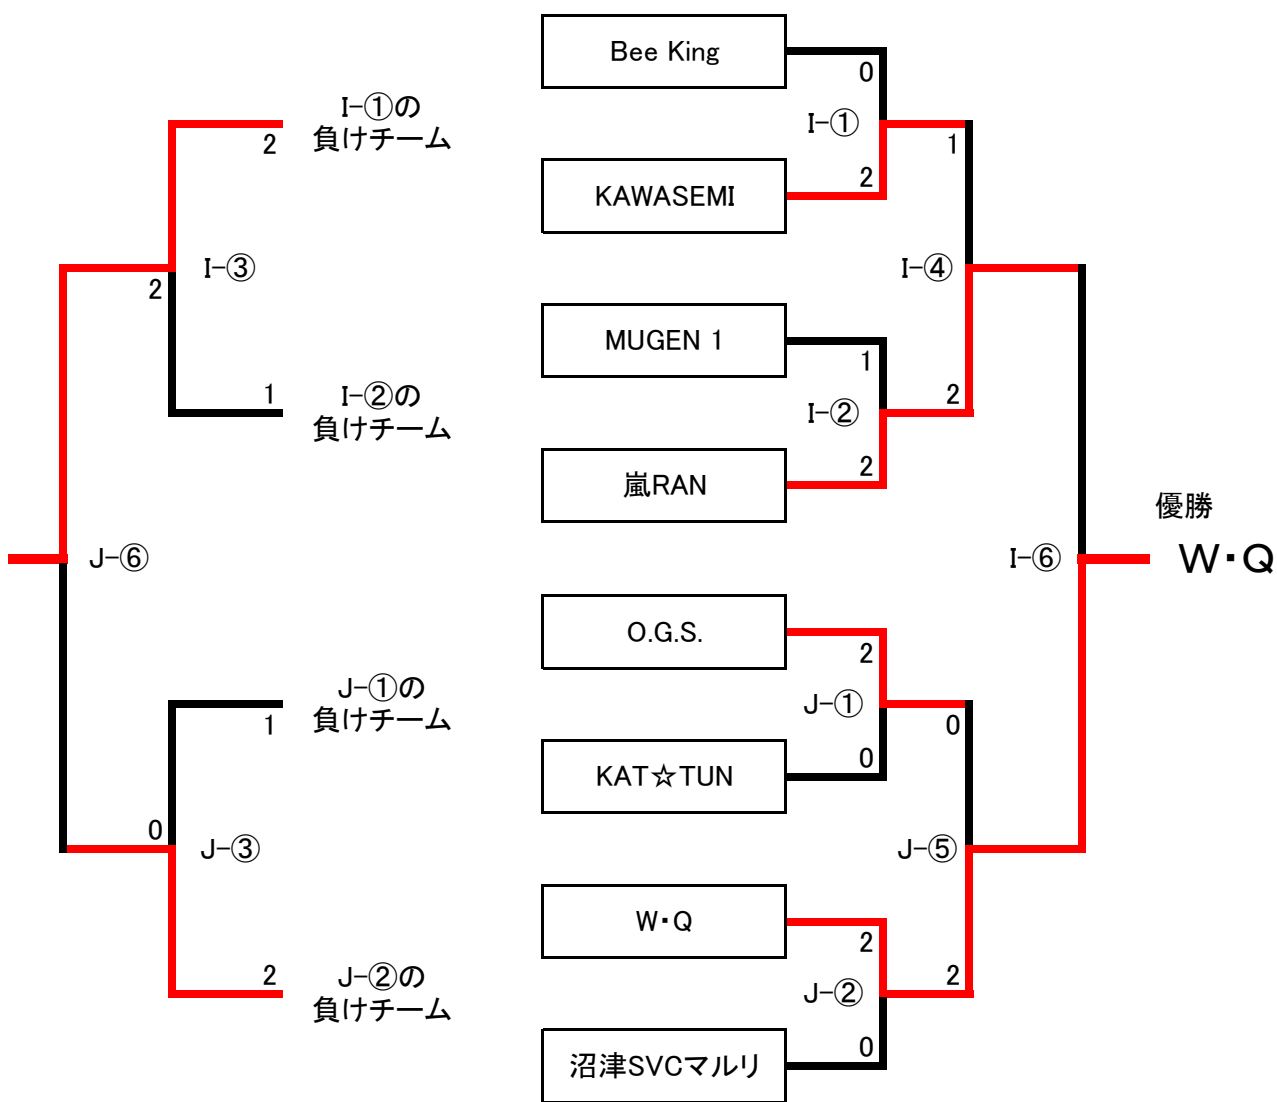 Bee King
0
I-①の
負けチーム
2
I-①
1
2
KAWASEMI
I-③
2
I-④
MUGEN 1
1
1
I-②の
負けチーム
I-②
2
2
嵐RAN
優勝
J-⑥
I-⑥
W・Q
O.G.S.
2
J-①の
負けチーム
1
J-①
0
0
KAT☆TUN
0
J-③
J-⑤
W・Q
2
2
J-②の
負けチーム
J-②
2
0
沼津SVCマルリ